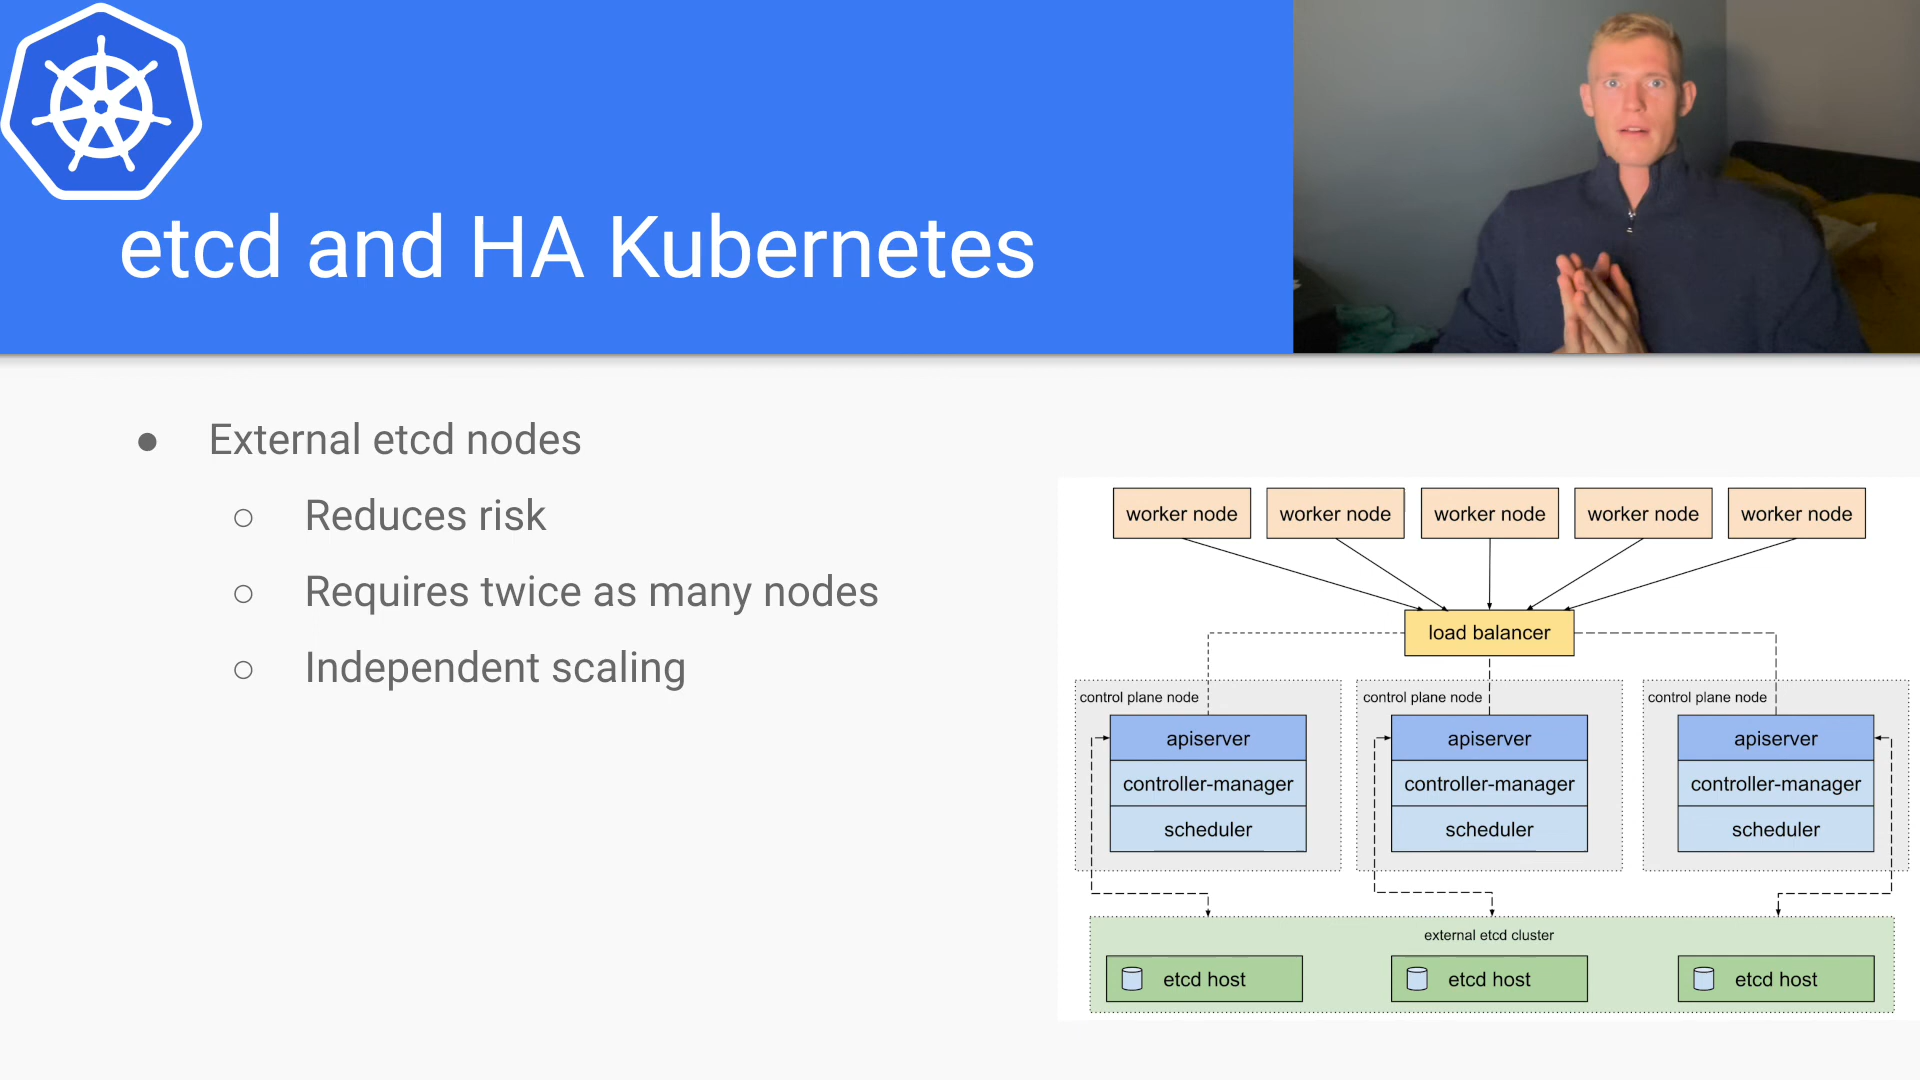 etcd and HA Kubernetes
External etcd nodes
Reduces risk
Requires twice as many nodes
Independent scaling
worker node worker node worker node worker node worker node
load balancer
control plane node control plane node control plane node
apiserver apiserver apiserver
controller-manager controller-manager controller-manager
scheduler scheduler scheduler
external etcd cluster
etcd host etcd host etcd host